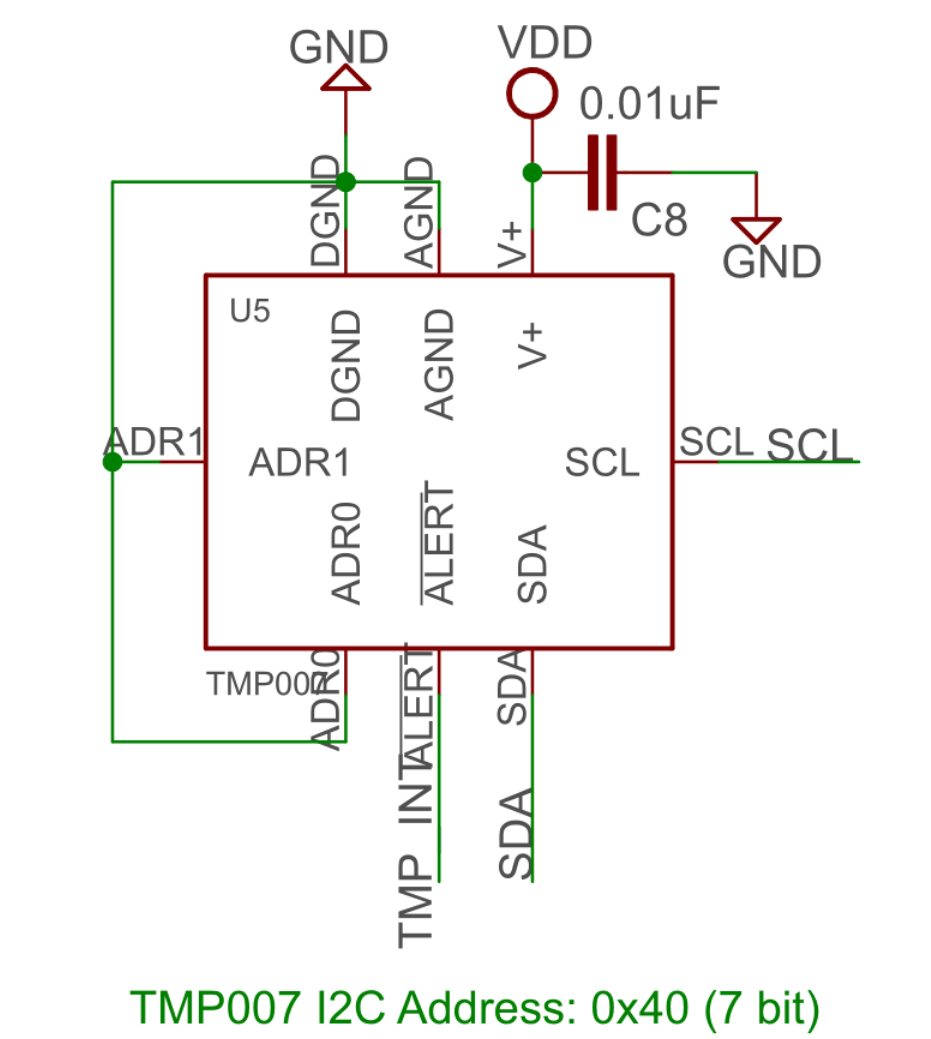 GND
VDD
0.01uF
C8
GND
DGND
AGND
V+
U5
DGND
AGND
V+
ADR1
ADR1
SCL
SCL
SCL
ADR0
ALERT
SDA
TMP007
ADR0
ALERT
SDA
TMP_INT
SDA
TMP007 I2C Address: 0x40 (7 bit)